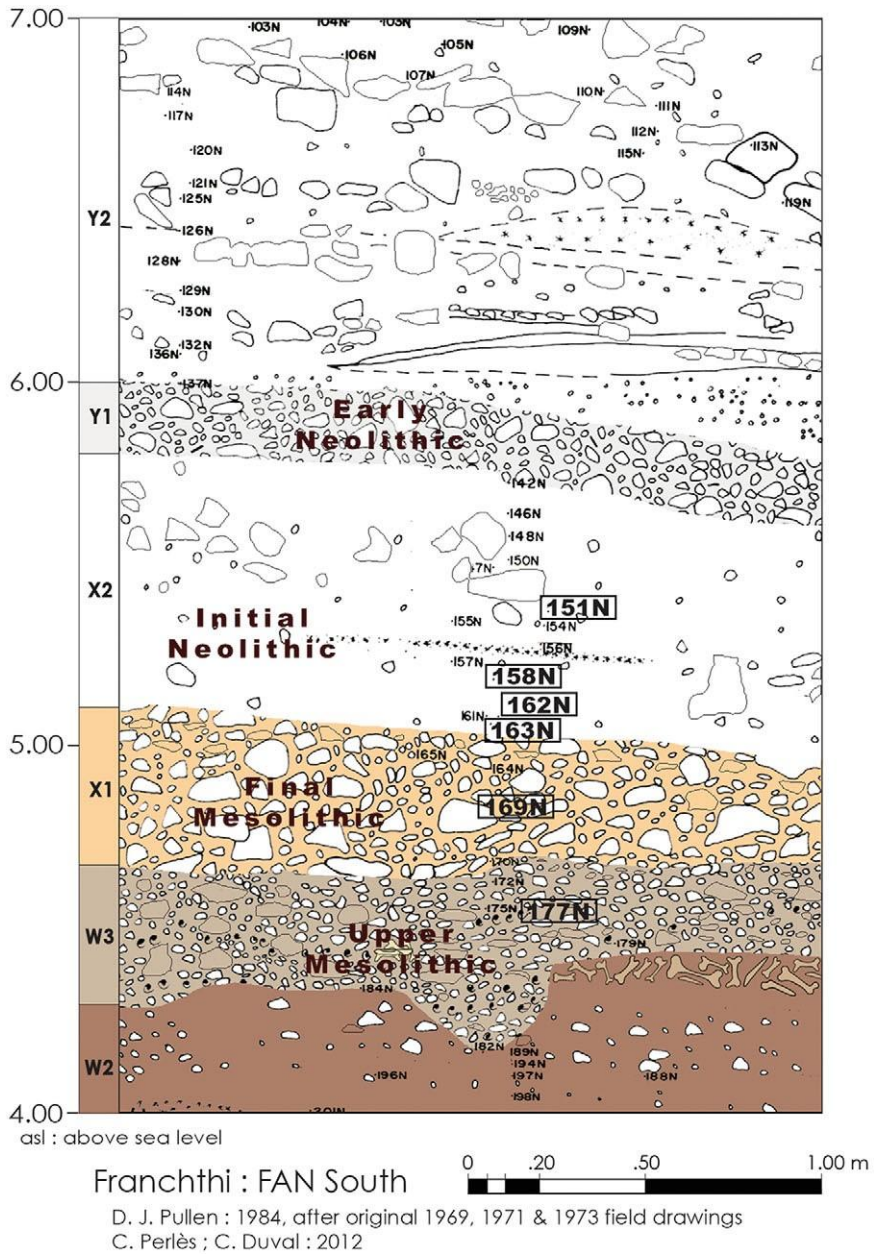 7.00
·103N 104N ·103N 109N·
·106N ·105N
107N·
·114N 110N· ·111N
·117N 112N·
·120N 115N· ·113N
·121N
·125N ·119N
Y2
·126N
128N·
·129N
·130N
·132N
136N·
6.00
·137N
Y1
Early
Neolithic
·142N
·146N
·148N
·150N
·7N·
X2
151N
·155N ·154N
Initial
Neolithic
·156N
·157N
158N
162N
161N·
163N
5.00
·165N
·164N
X1
Final
Mesolithic
169N
·170N
·172N
·175N
177N
W3
Upper
Mesolithic
·179N
·184N
·182N
W2
·189N
·194N
·196N ·197N ·188N
·198N
·201N
4.00
asl : above sea level
Franchthi : FAN South
0 .20 .50 1.00 m
D. J. Pullen : 1984, after original 1969, 1971 & 1973 field drawings
C. Perlès ; C. Duval : 2012